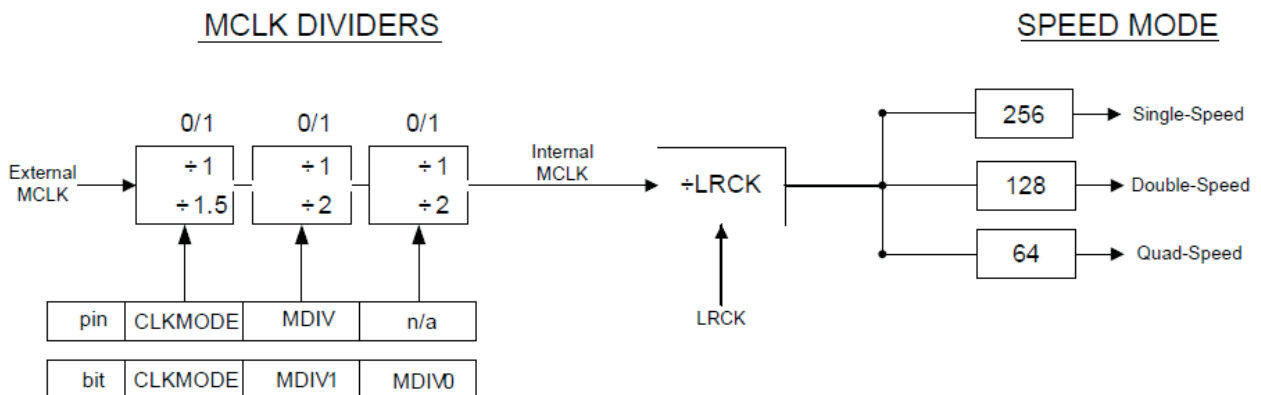 MCLK DIVIDERS
SPEED MODE
0/1 0/1 0/1
External
MCLK
÷1
÷1.5
÷1
÷2
÷1
÷2
Internal
MCLK
÷LRCK
LRCK
256 Single-Speed
128 Double-Speed
64 Quad-Speed
pin CLKMODE MDIV n/a
bit CLKMODE MDIV1 MDIV0